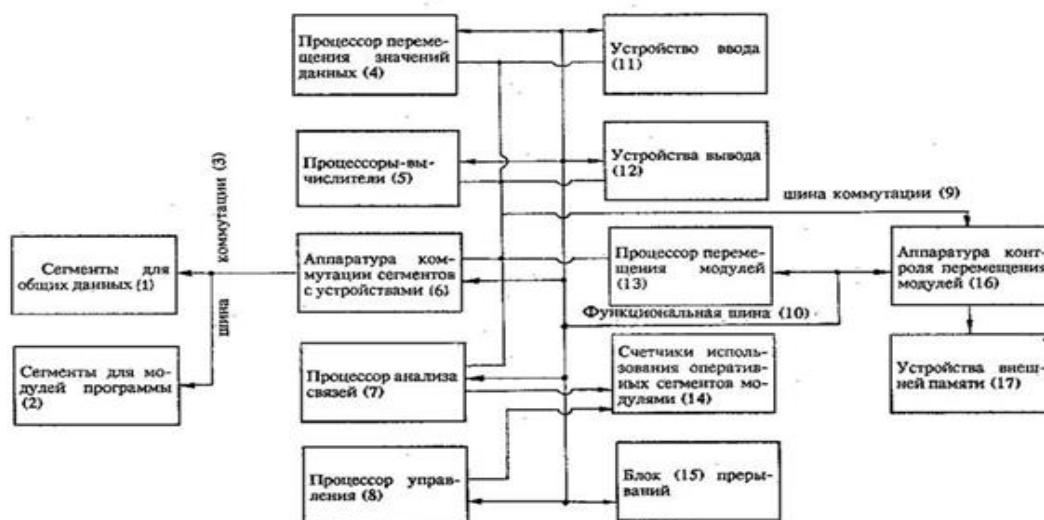 Процессор переме-
щения значений
данных (4)
Устройство ввода
(11)
Процессоры-вы-
числители (5)
Устройства вывода
(12)
коммутации (3)
шина
шина коммутации (9)
Сегменты для
общих данных (1)
Аппаратура ком-
мутации сегментов
с устройствами (6)
Процессор переме-
щения модулей
(13)
Аппаратура конт-
роля перемещения
модулей (16)
Функциональная шина (10)
Сегменты для мо-
дулей программы
(2)
Процессор анализа
связей (7)
Счетчики исполь-
зования оператив-
ных сегментов мо-
дулями (14)
Устройства внеш-
ней памяти (17)
Процессор управ-
ления (8)
Блок (15) преры-
ваний